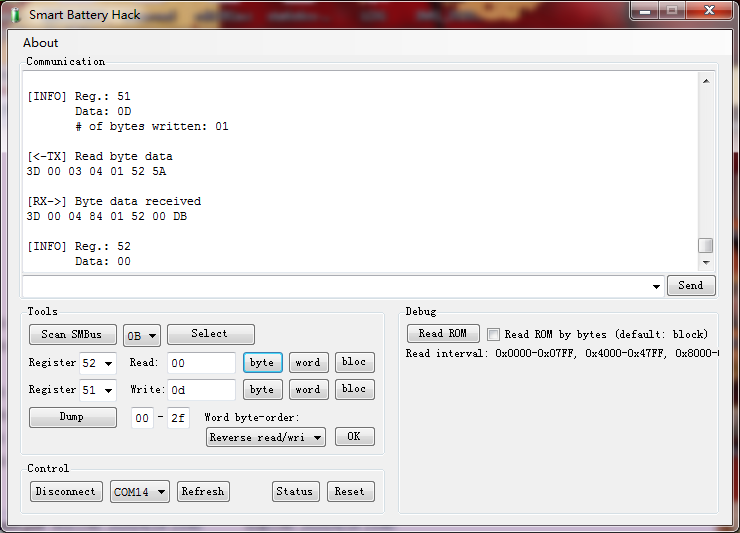 Smart Battery Hack
About
Communication
[INFO] Reg.: 51
Data: 0D
# of bytes written: 01
[<-TX] Read byte data
3D 00 03 04 01 52 5A
[RX->] Byte data received
3D 00 04 84 01 52 00 DB
[INFO] Reg.: 52
Data: 00
Send
Tools
Scan SMBus 0B Select
Register 52 Read: 00 byte word bloc
Register 51 Write: 0d byte word bloc
Dump 00 - 2f Word byte-order:
Reverse read/wri OK
Control
Disconnect COM14 Refresh Status Reset
Debug
Read ROM Read ROM by bytes (default: block)
Read interval: 0x0000-0x07FF, 0x4000-0x47FF, 0x8000-